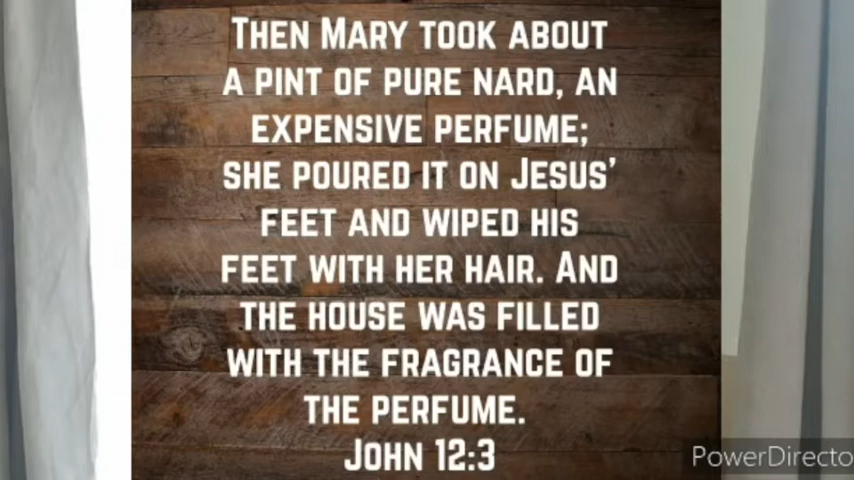 Then Mary took about
a pint of pure nard, an
expensive perfume;
she poured it on Jesus'
feet and wiped his
feet with her hair. And
the house was filled
with the fragrance of
the perfume.
John 12:3
PowerDirecto